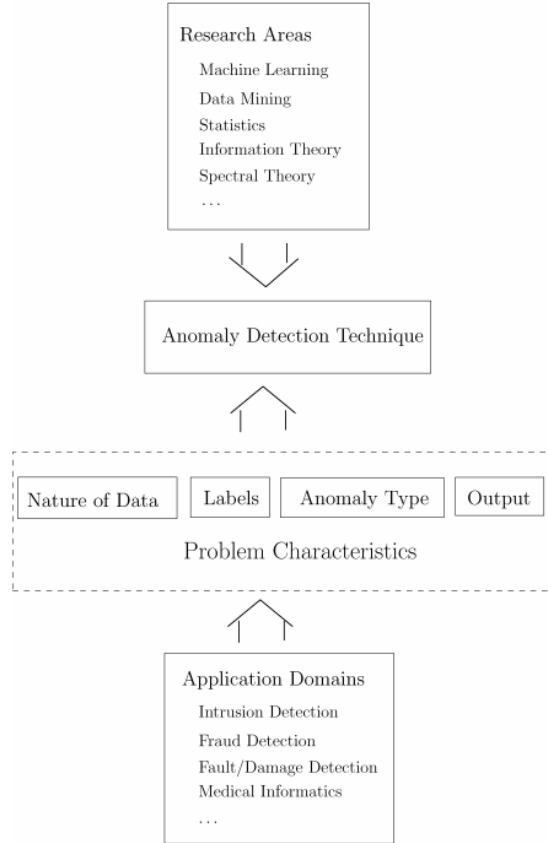 Research Areas
Machine Learning
Data Mining
Statistics
Information Theory
Spectral Theory
...
Anomaly Detection Technique
Nature of Data Labels Anomaly Type Output
Problem Characteristics
Application Domains
Intrusion Detection
Fraud Detection
Fault/Damage Detection
Medical Informatics
...